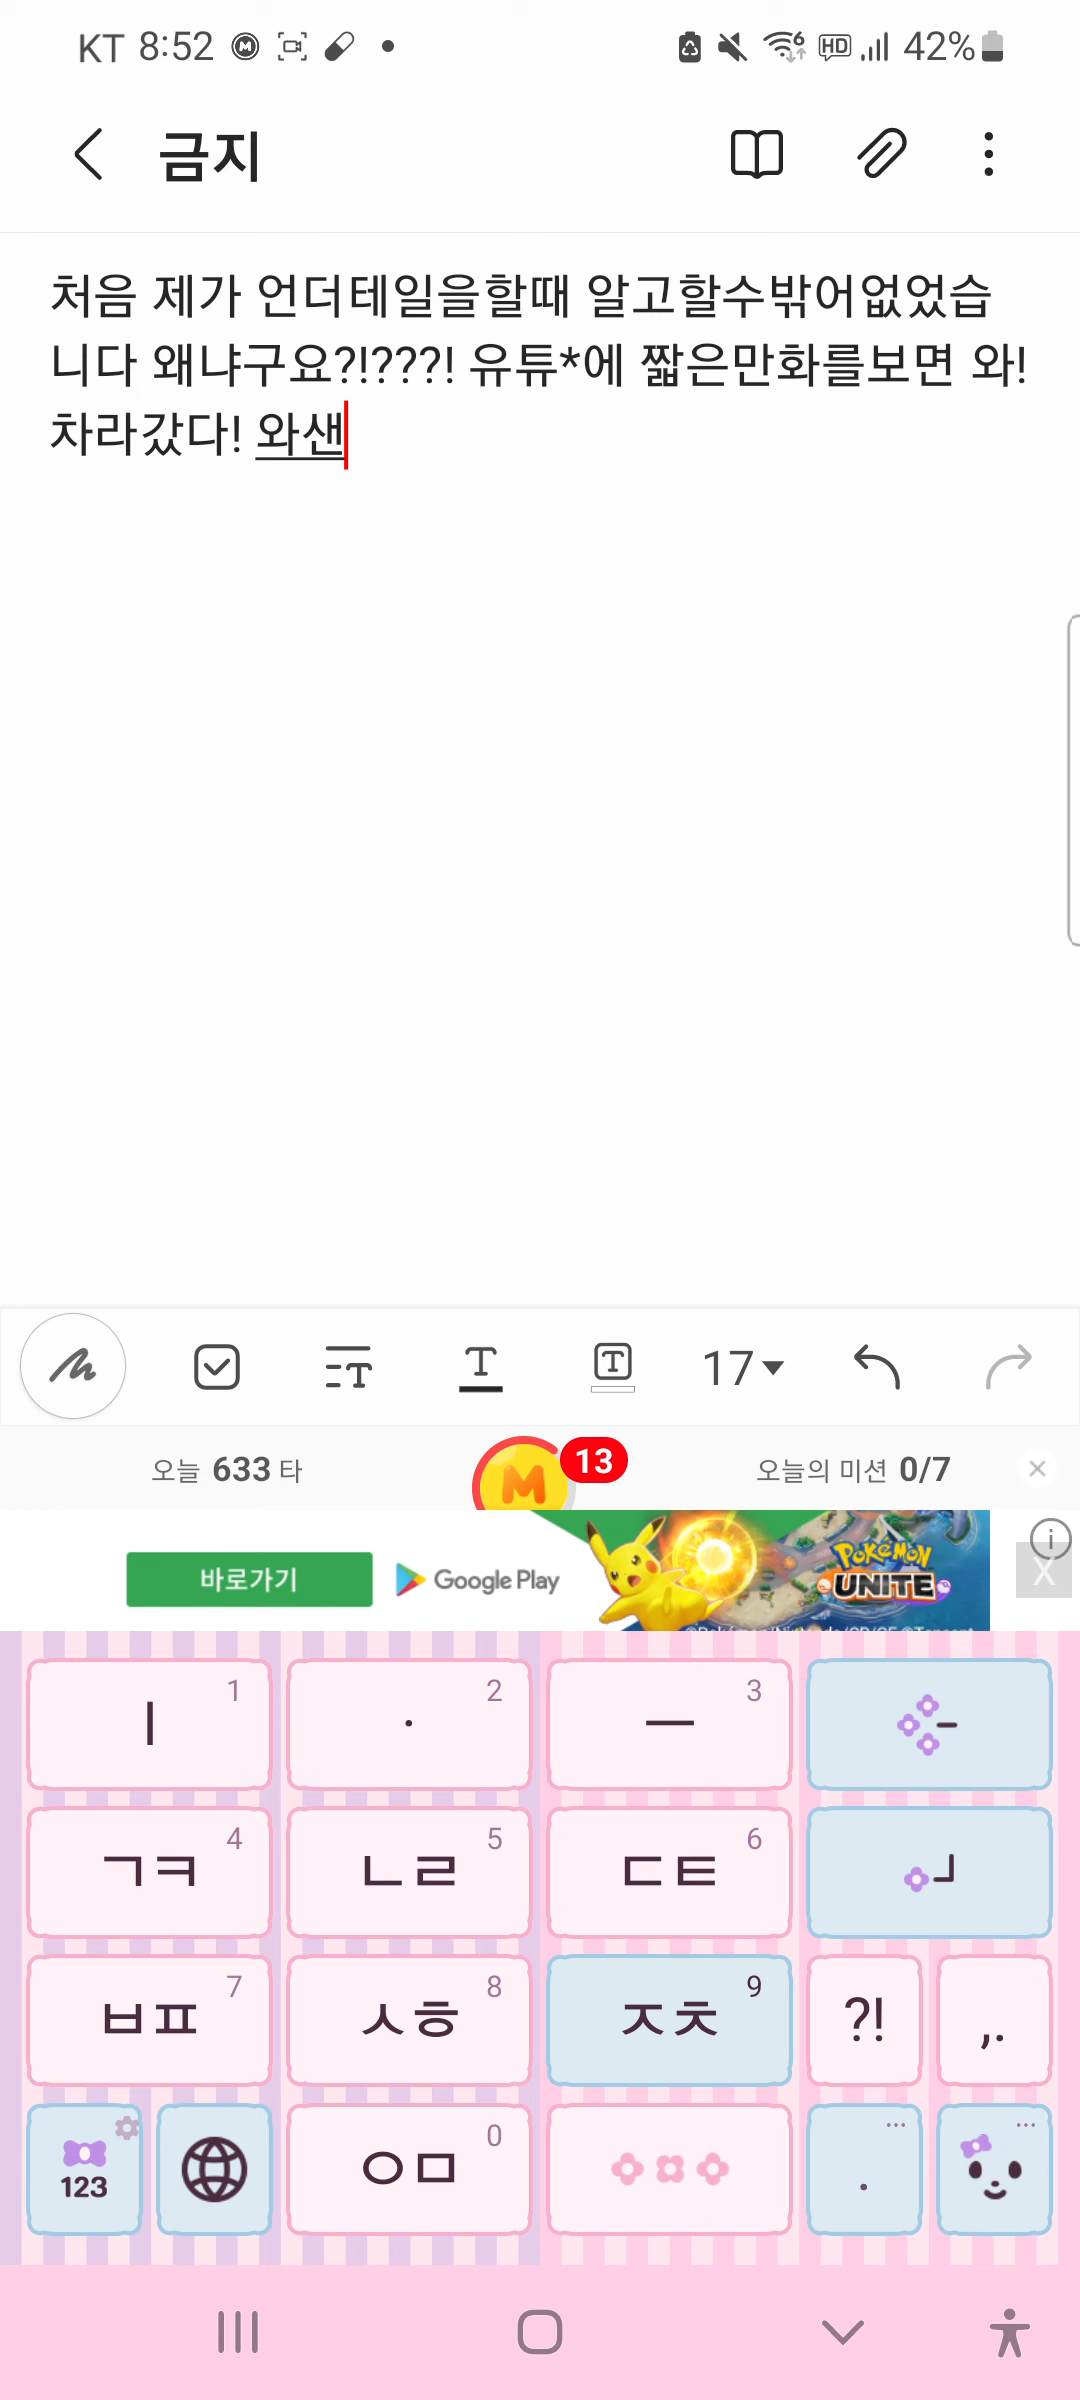 KT 8:52 M HD 42%
금지
처음 제가 언더테일을할때 알고할수밖어없었습
니다 왜냐구요?!???! 유튜*에 짧은만화를보면 와!
차라갔다! 와샌
T T T 17
오늘 633 타 M 13 오늘의 미션 0/7
바로가기 Google Play POKéMON UNITE i X
ㅣ 1 · 2 ㅡ 3
ㄱㅋ 4 ㄴㄹ 5 ㄷㅌ 6
ㅂㅍ 7 ㅅㅎ 8 ㅈㅊ 9 ?! ,.
123 ㅇㅁ 0 .